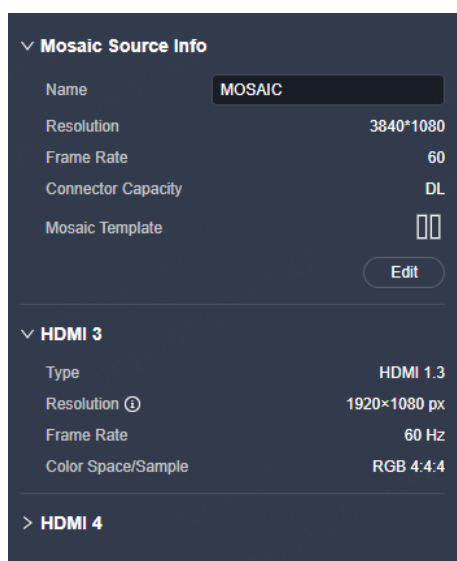 Mosaic Source Info
Name MOSAIC
Resolution 3840*1080
Frame Rate 60
Connector Capacity DL
Mosaic Template
Edit
HDMI 3
Type HDMI 1.3
Resolution 1920×1080 px
Frame Rate 60 Hz
Color Space/Sample RGB 4:4:4
HDMI 4